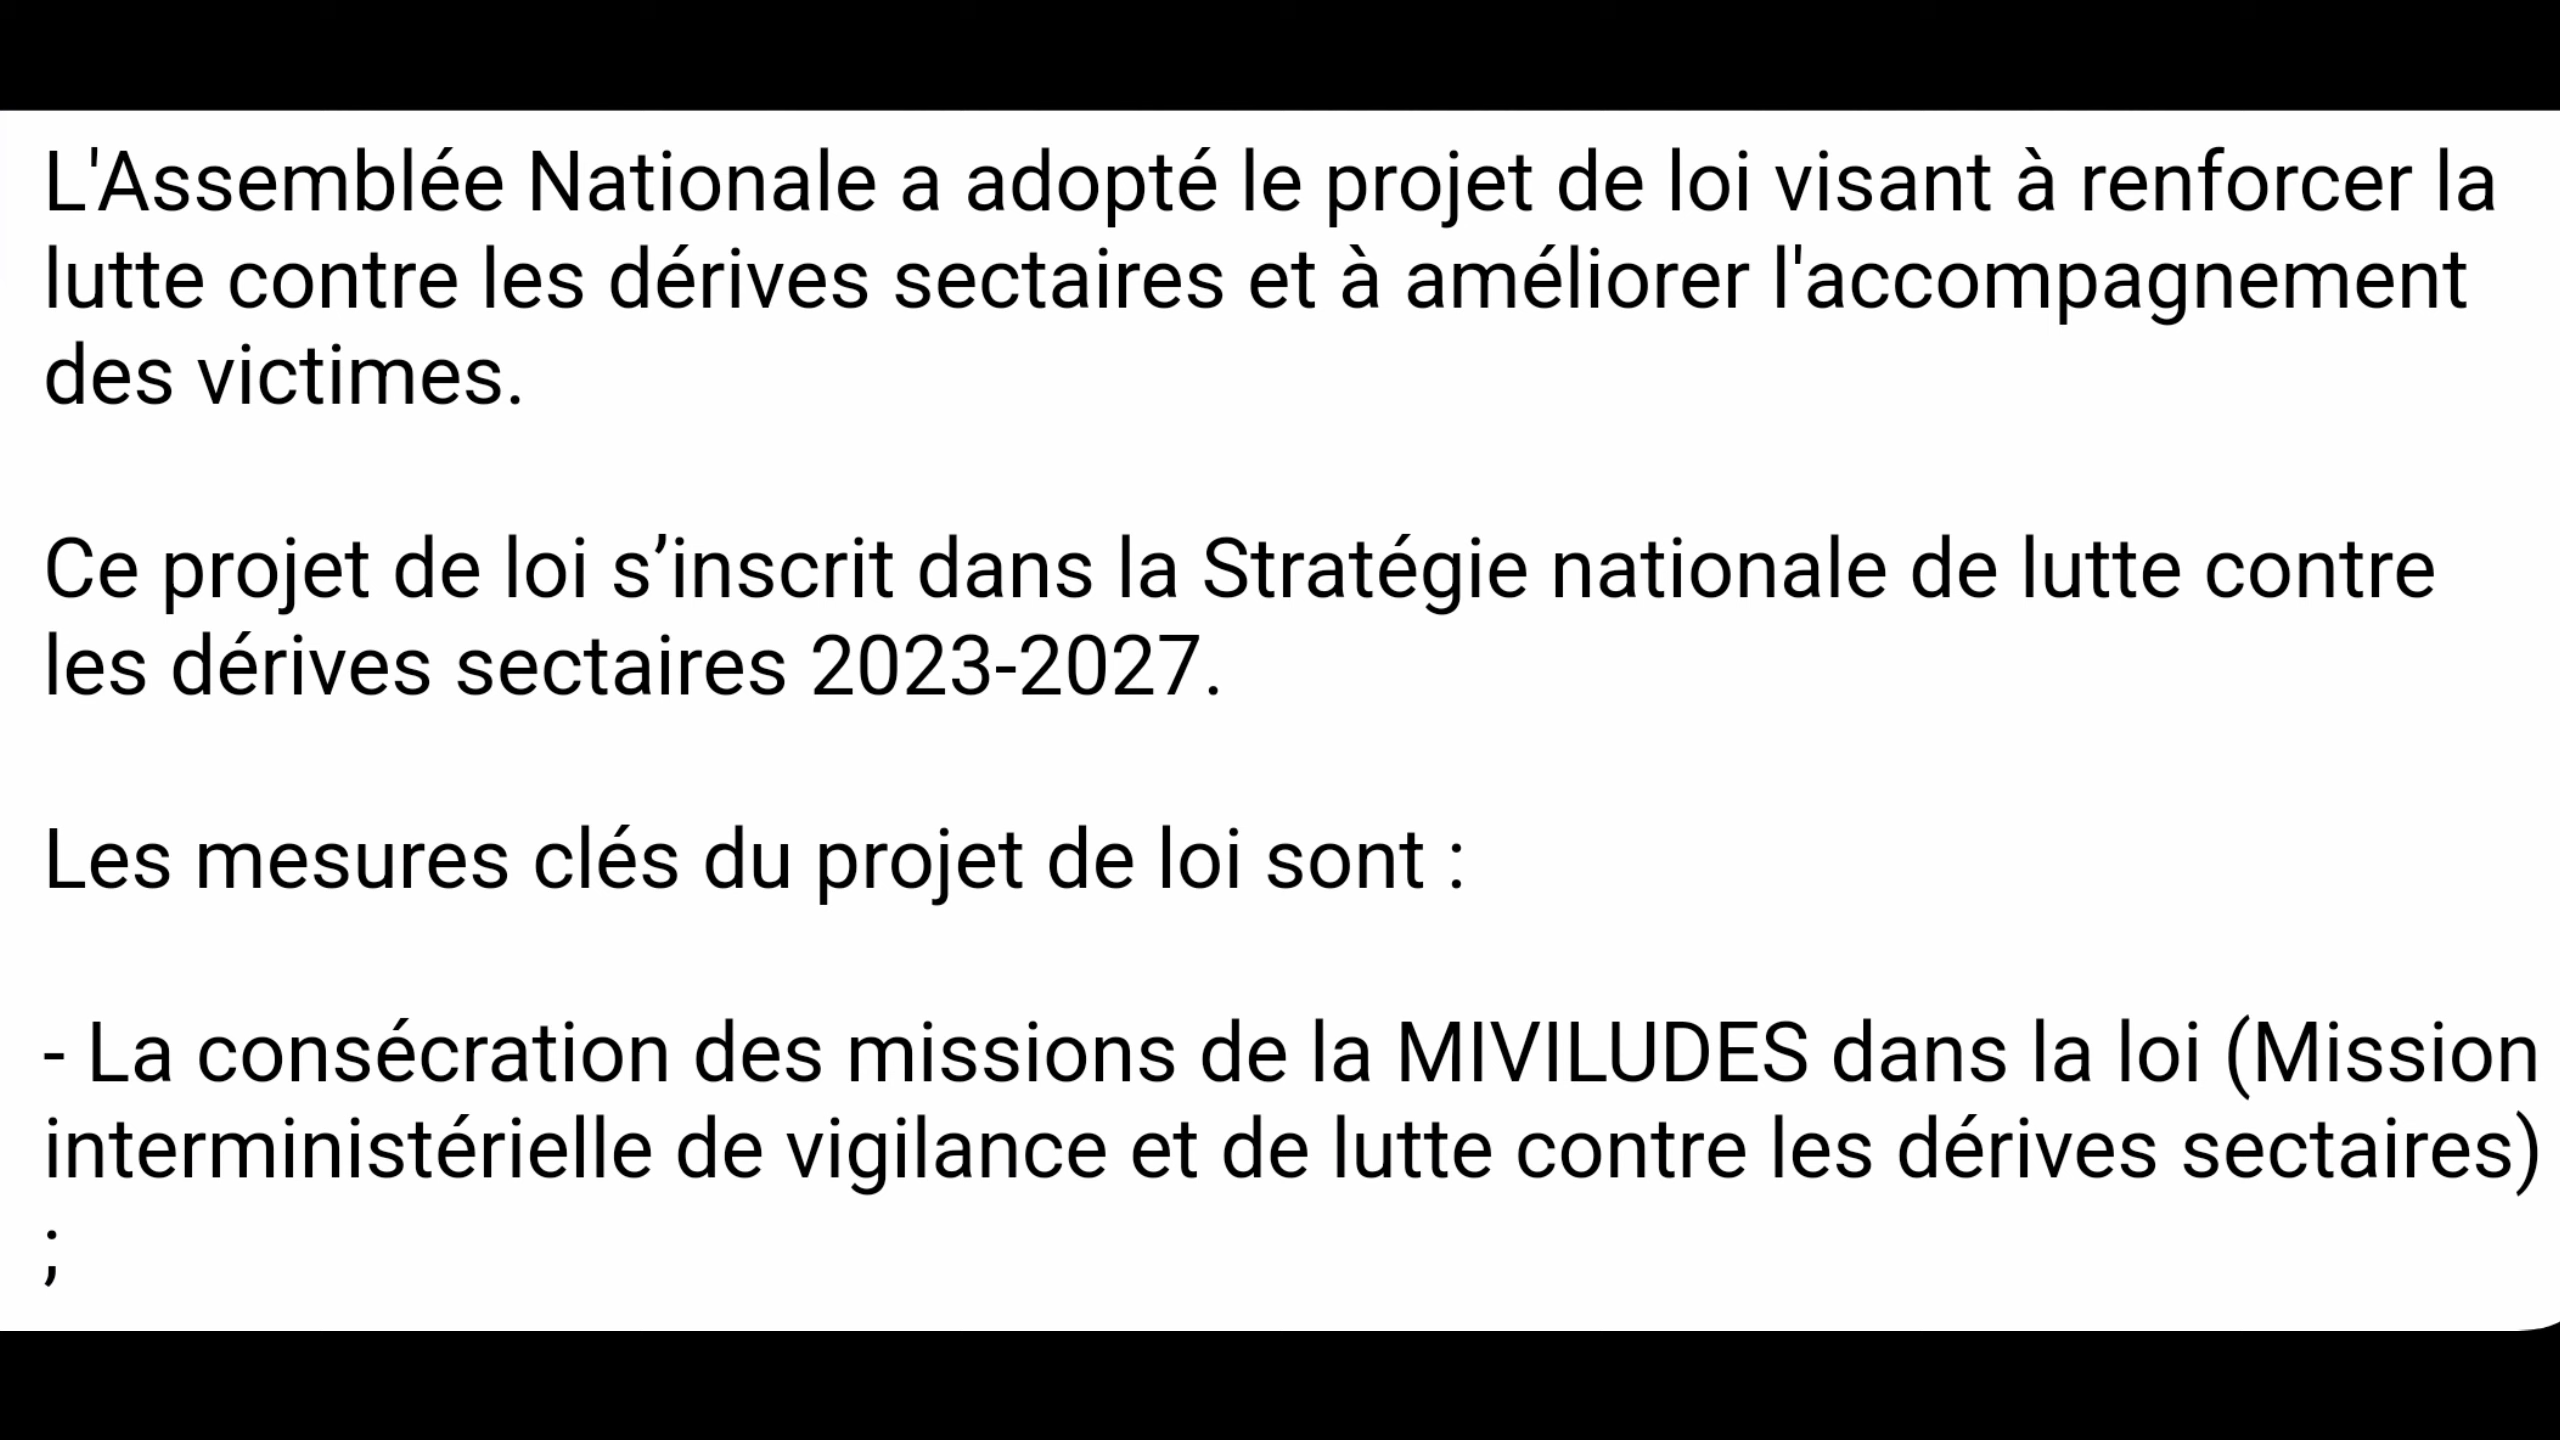 L'Assemblée Nationale a adopté le projet de loi visant à renforcer la
lutte contre les dérives sectaires et à améliorer l'accompagnement
des victimes.
Ce projet de loi s’inscrit dans la Stratégie nationale de lutte contre
les dérives sectaires 2023-2027.
Les mesures clés du projet de loi sont :
- La consécration des missions de la MIVILUDES dans la loi (Mission
interministérielle de vigilance et de lutte contre les dérives sectaires)
;